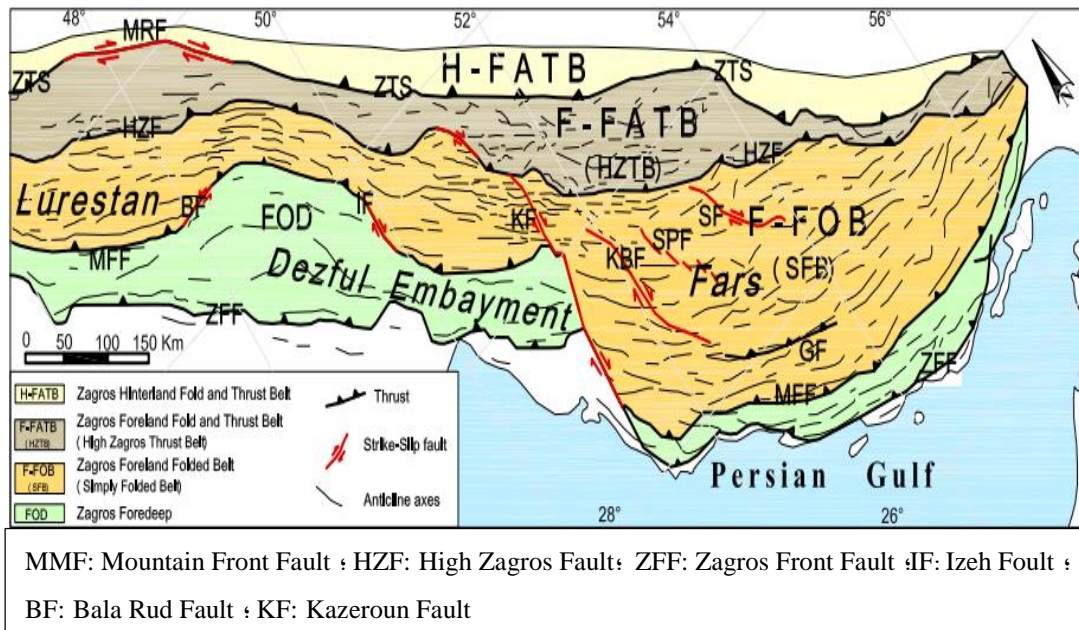 48° 50° 52° 54° 56°
MRF
H-FATB
ZTS ZTS ZTS
F-FATB
(HZTB)
HZF HZF
Lurestan
BF FOD IF KF SF F-FOB
SPF
KBF (SFB)
MFF Fars
Dezful Embayment
ZFF
GF
MFF ZFF
0 50 100 150 Km
H-FATB Zagros Hinterland Fold and Thrust Belt
F-FATB (HZTB) Zagros Foreland Fold and Thrust Belt
( High Zagros Thrust Belt)
F-FOB (SFB) Zagros Foreland Folded Belt
( Simply Folded Belt)
FOD Zagros Foredeep
Thrust
Strike-Slip fault
Anticline axes
Persian Gulf
28° 26°
MMF: Mountain Front Fault ؛ HZF: High Zagros Fault؛ ZFF: Zagros Front Fault ؛IF: Izeh Foult ؛
BF: Bala Rud Fault ؛ KF: Kazeroun Fault